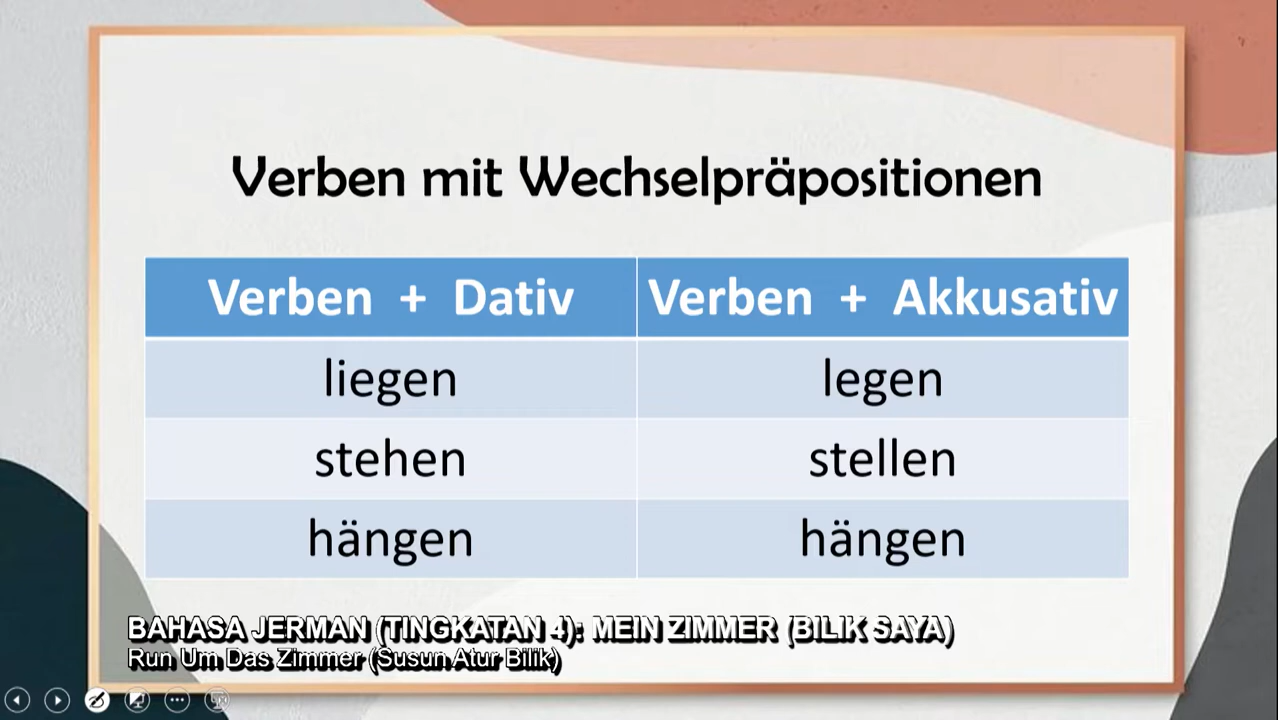 Verben mit Wechselpräpositionen
Verben + Dativ Verben + Akkusativ
liegen legen
stehen stellen
hängen hängen
BAHASA JERMAN (TINGKATAN 4): MEIN ZIMMER (BILIK SAYA)
Run Um Das Zimmer (Susun Atur Bilik)